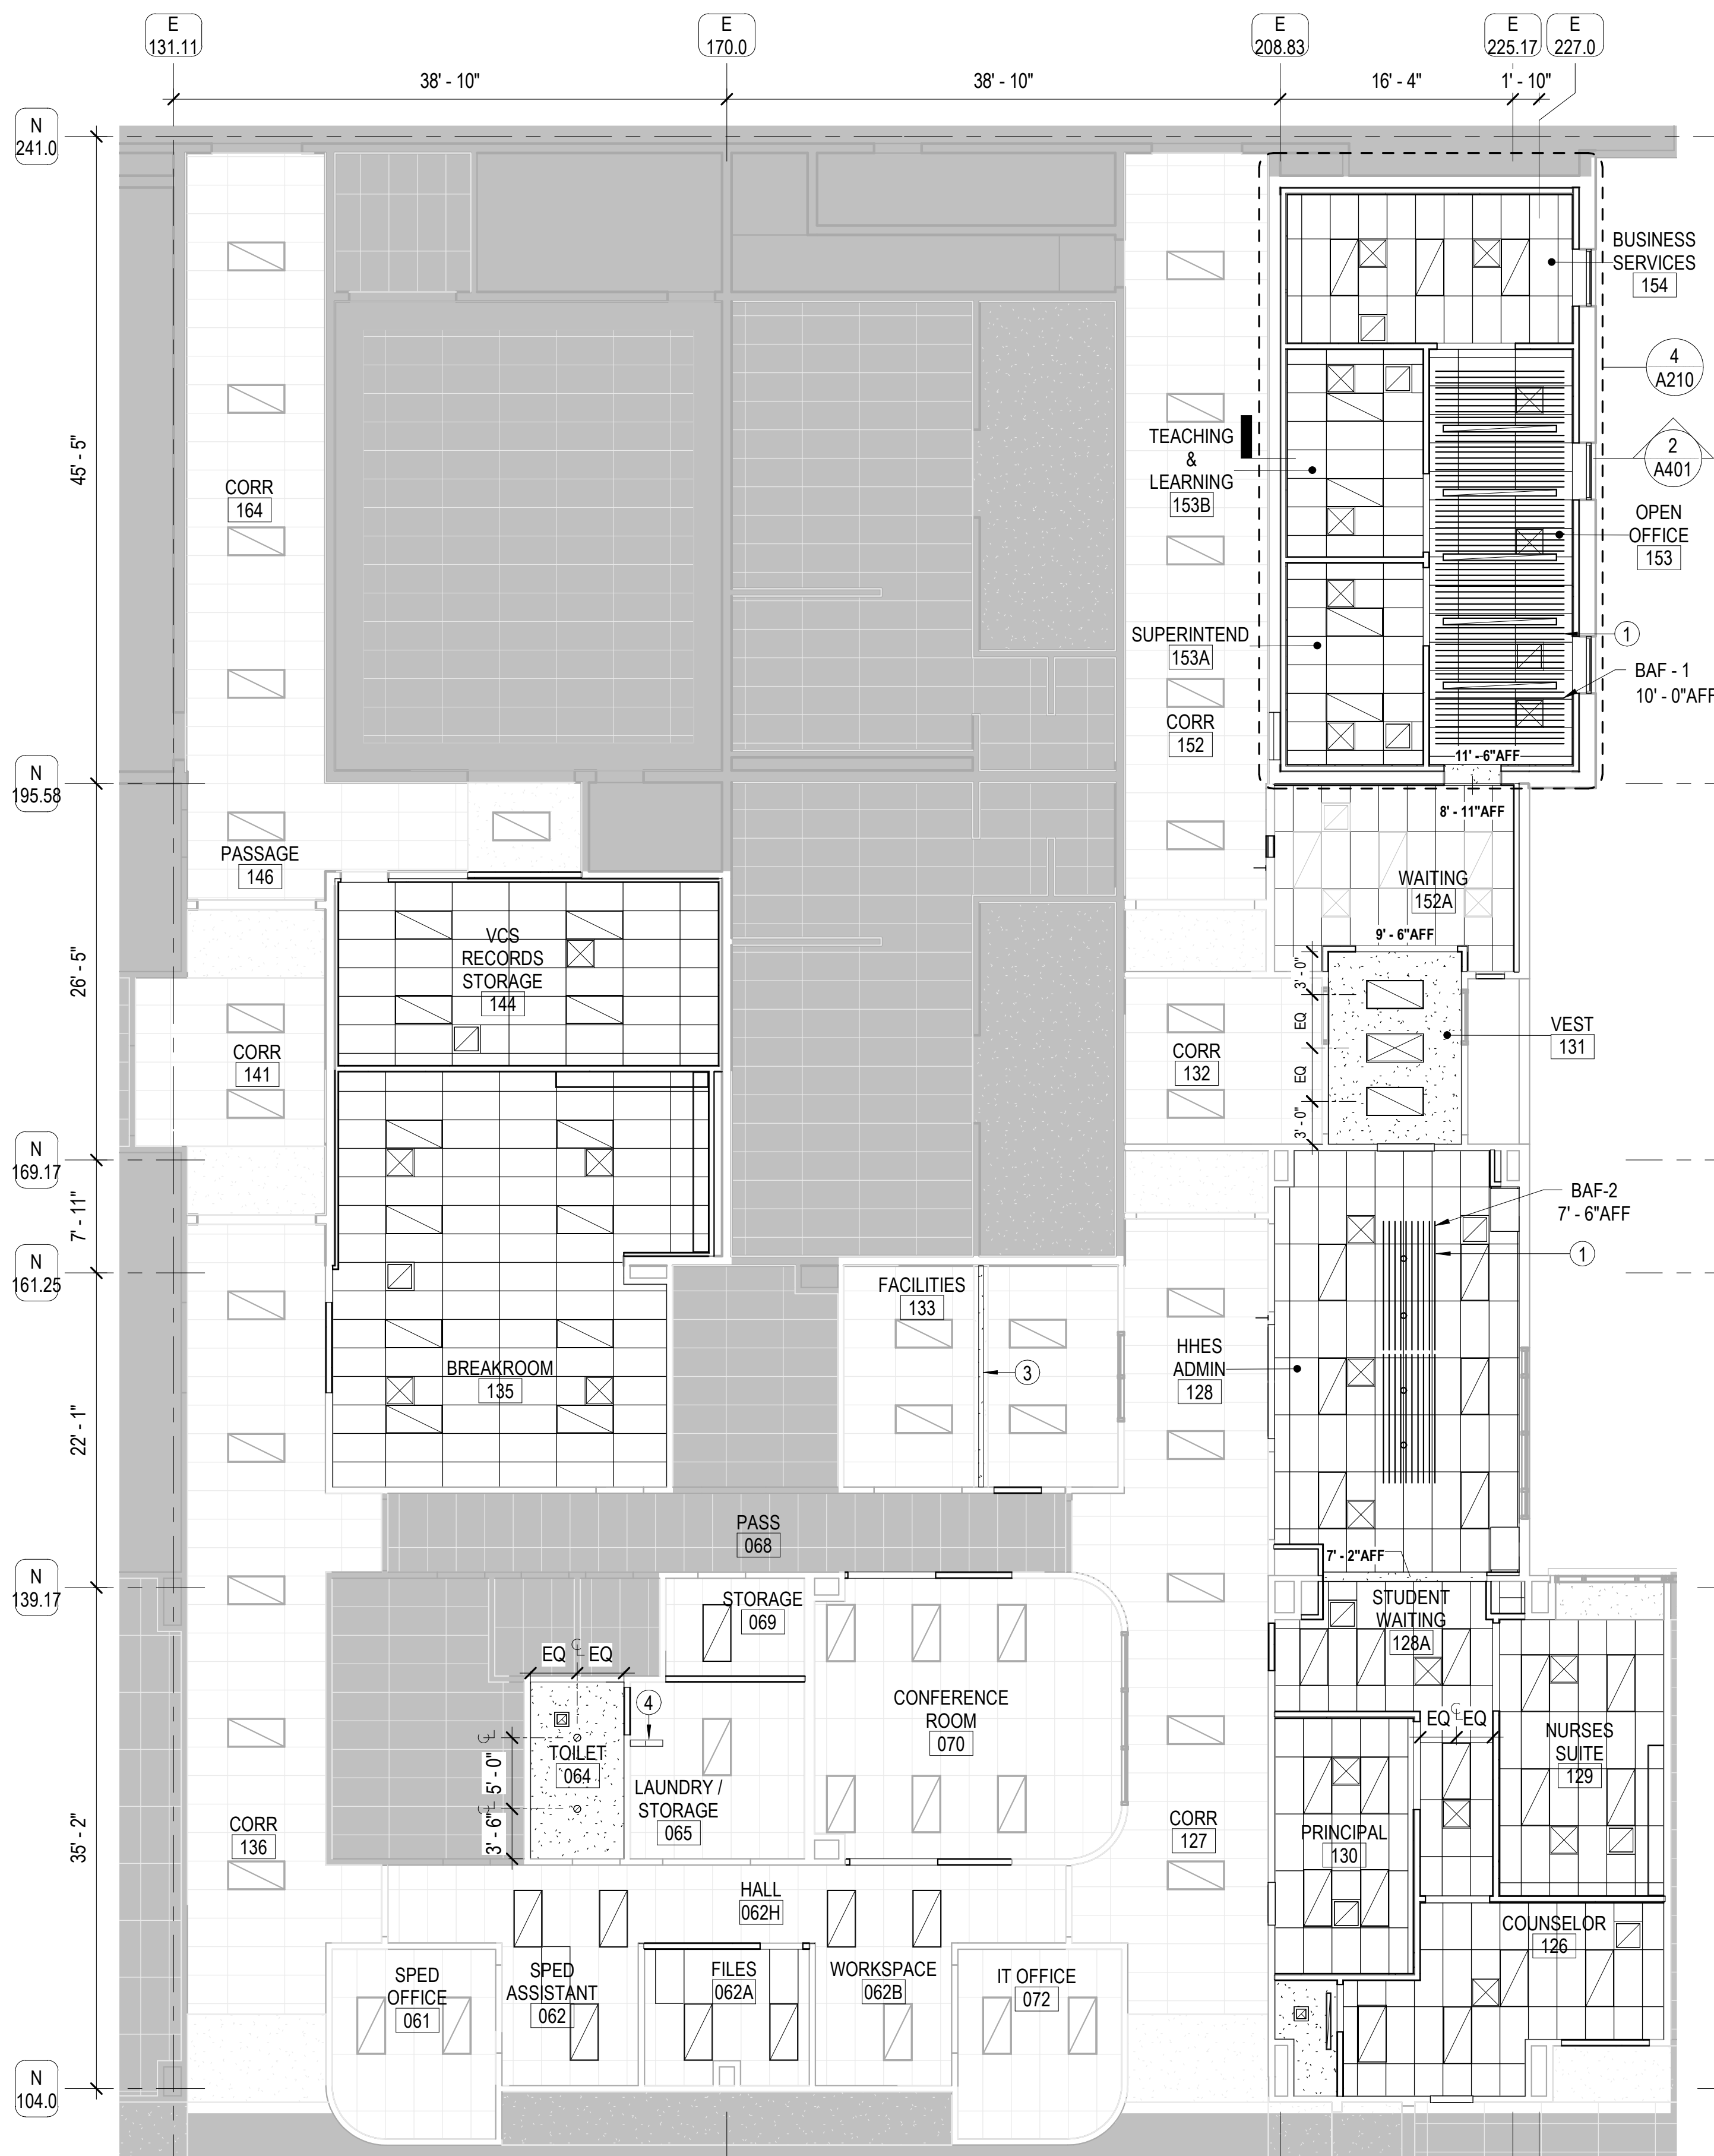 E
131.11
E
170.0
E
208.83
E
225.17
E
227.0
38' - 10"
38' - 10"
16' - 4"
1' - 10"
N
241.0
BUSINESS
SERVICES
154
4
A210
TEACHING
&
LEARNING
153B
2
A401
45' - 5"
CORR
164
OPEN
OFFICE
153
SUPERINTEND
153A
1
BAF - 1
10' - 0"AFF
CORR
152
11' - 6"AFF
N
195.58
8' - 11"AFF
PASSAGE
146
WAITING
152A
9' - 6"AFF
VCS
RECORDS
STORAGE
144
26' - 5"
3' - 0"
EQ
EQ
3' - 0"
VEST
131
CORR
141
CORR
132
N
169.17
BAF-2
7' - 6"AFF
7' - 11"
1
N
161.25
FACILITIES
133
HHES
ADMIN
128
BREAKROOM
135
3
22' - 1"
PASS
068
7' - 2"AFF
N
139.17
STORAGE
069
STUDENT
WAITING
128A
EQ
EQ
4
CONFERENCE
ROOM
070
EQ
EQ
NURSES
SUITE
129
TOILET
064
5' - 0"
3' - 6"
LAUNDRY /
STORAGE
065
CORR
136
CORR
127
PRINCIPAL
130
35' - 2"
HALL
062H
COUNSELOR
126
SPED
OFFICE
061
SPED
ASSISTANT
062
FILES
062A
WORKSPACE
062B
IT OFFICE
072
N
104.0